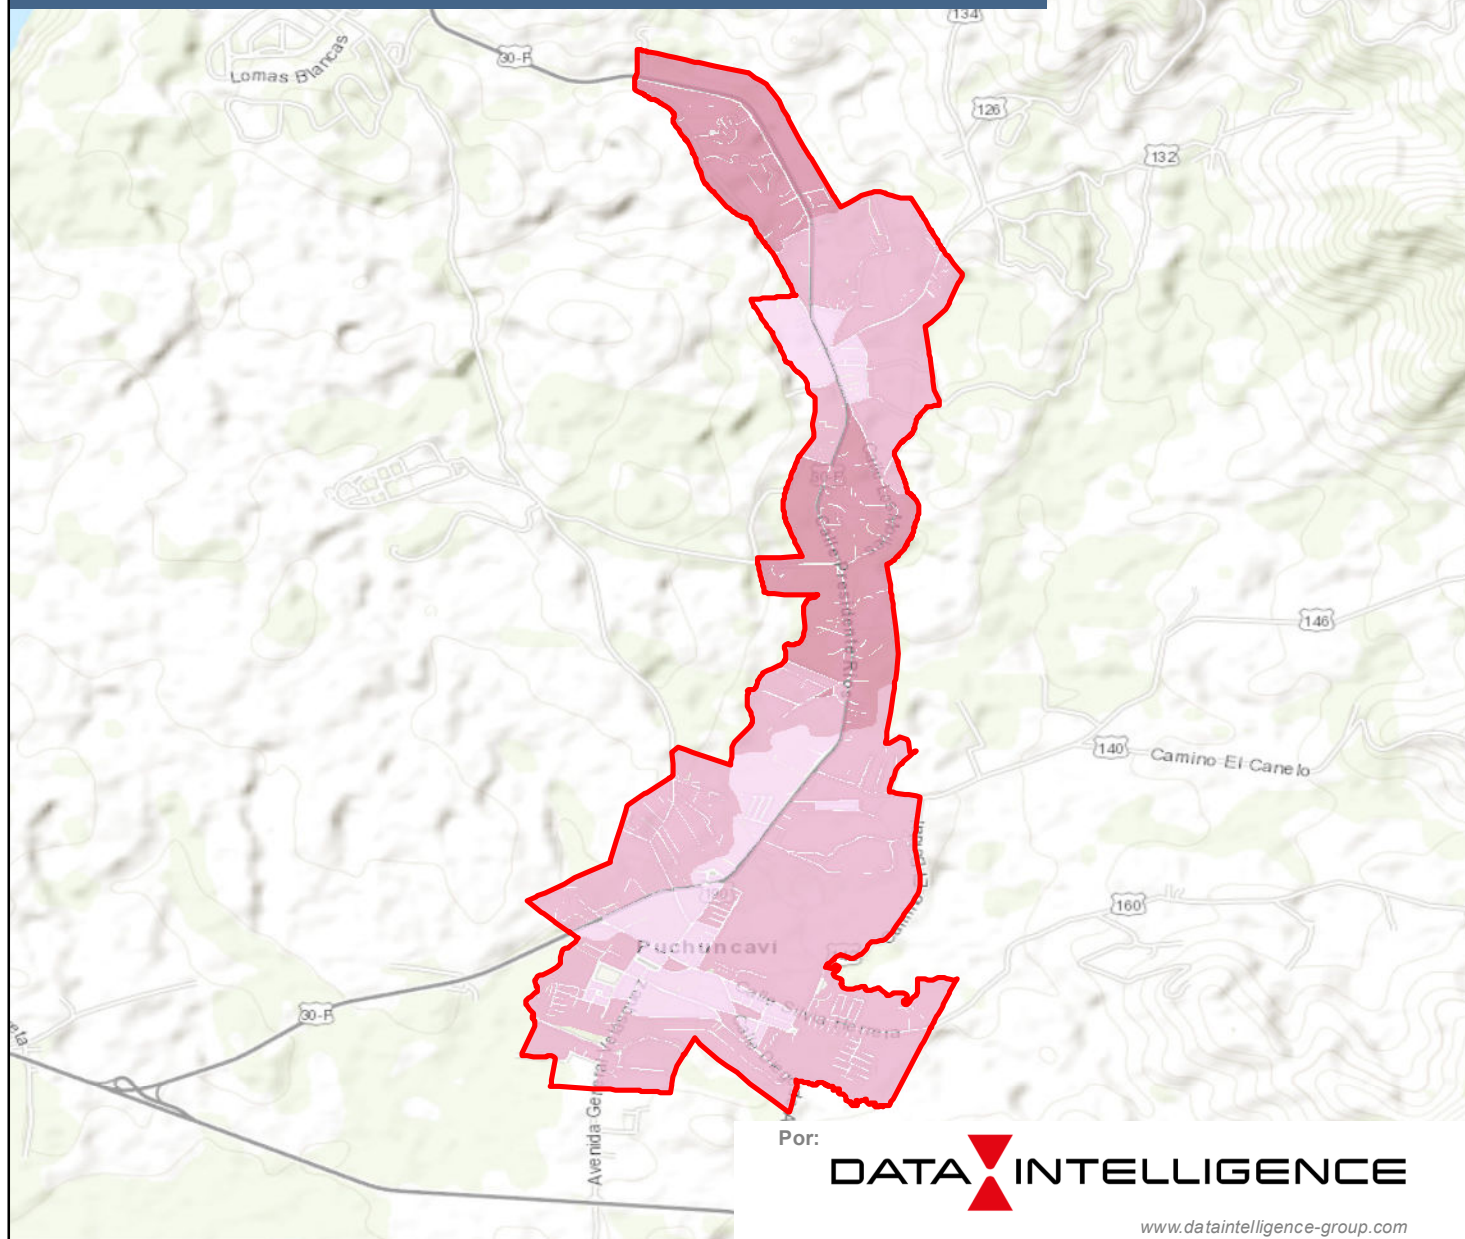 134
30-F
Lomas Blancas
126
132
Calle Presidente Ríos
146
140
Camino El Canelo
160
190
Puchuncaví
Calle Silvia Herrera
30-F
Avenida General Velásquez
Por:
DATA INTELLIGENCE
www.dataintelligence-group.com